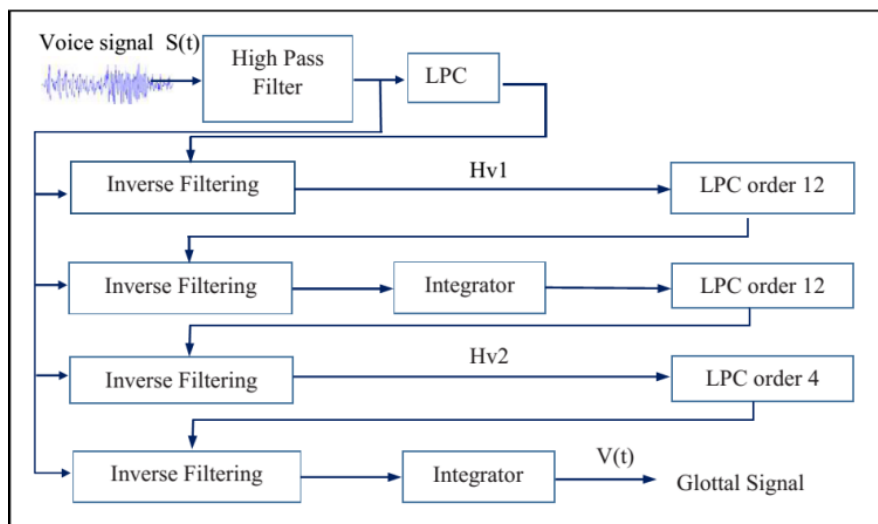 Voice signal S(t)
High Pass
Filter
LPC
Inverse Filtering
Hv1
LPC order 12
Inverse Filtering
Integrator
LPC order 12
Inverse Filtering
Hv2
LPC order 4
Inverse Filtering
Integrator
V(t)
Glottal Signal